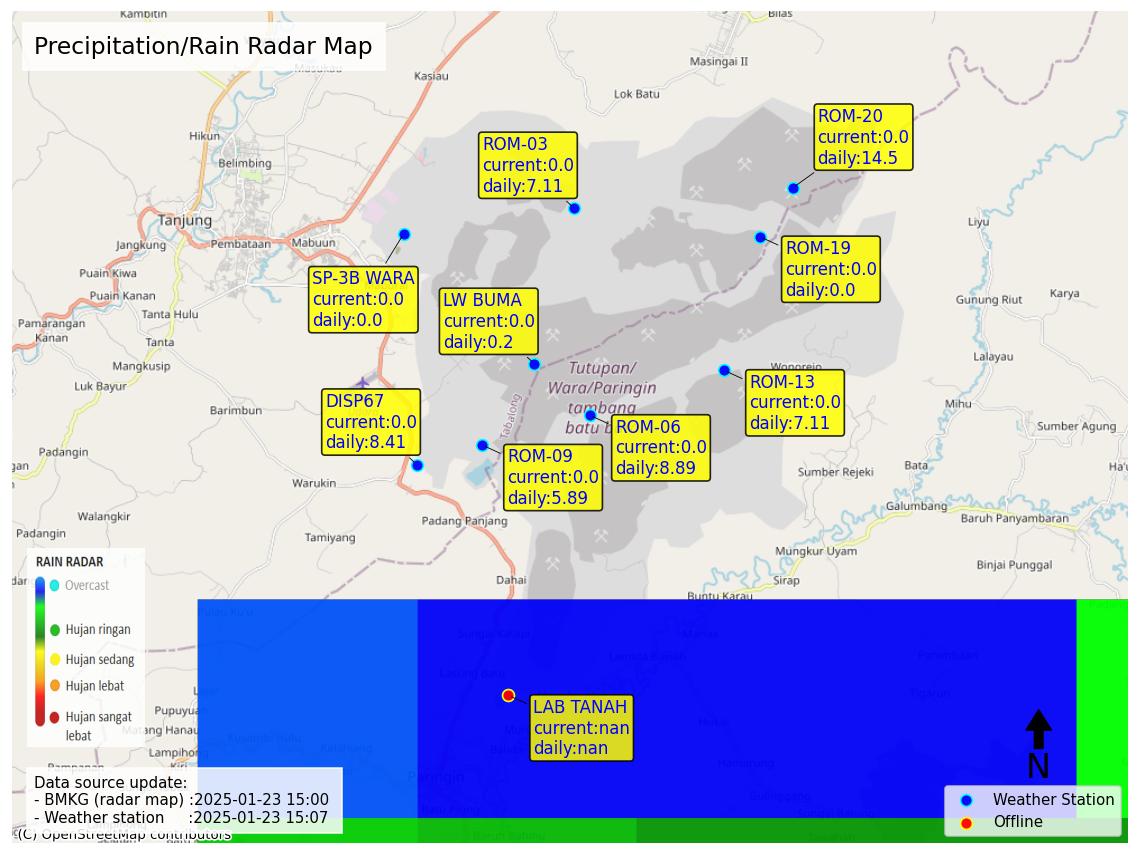 Precipitation/Rain Radar Map
Kambitin
Bilas
Masingai II
Masukau
Kasiau
Lok Batu
Hikun
Belimbing
Tanjung
Jangkung
Pembataan
Mabuun
Puain Kiwa
Puain Kanan
Tanta Hulu
Pamarangan
Kanan
Tanta
Mangkusip
Luk Bayur
Barimbun
Liyu
Gunung Riut
Karya
Lalayau
Wonorejo
Mihu
Sumber Agung
Bata
Sumber Rejeki
Galumbang
Baruh Panyambaran
Mungkur Uyam
Binjai Punggal
Sirap
Buntu Karau
Warukin
Walangkir
Padangin
Tamiyang
Padang Panjang
Dahai
Tabalong
Tutupan/
Wara/Paringin
tambang
batu b
ROM-20
current:0.0
daily:14.5
ROM-03
current:0.0
daily:7.11
ROM-19
current:0.0
daily:0.0
SP-3B WARA
current:0.0
daily:0.0
LW BUMA
current:0.0
daily:0.2
ROM-13
current:0.0
daily:7.11
DISP67
current:0.0
daily:8.41
ROM-06
current:0.0
daily:8.89
ROM-09
current:0.0
daily:5.89
LAB TANAH
current:nan
daily:nan
RAIN RADAR
Overcast
Hujan ringan
Hujan sedang
Hujan lebat
Hujan sangat
lebat
Pupuyuan
Matang Hanau
Lampihong
Kanan
Paringin
N
Data source update:
- BMKG (radar map) :2025-01-23 15:00
- Weather station :2025-01-23 15:07
Weather Station
Offline
(C) OpenStreetMap contributors